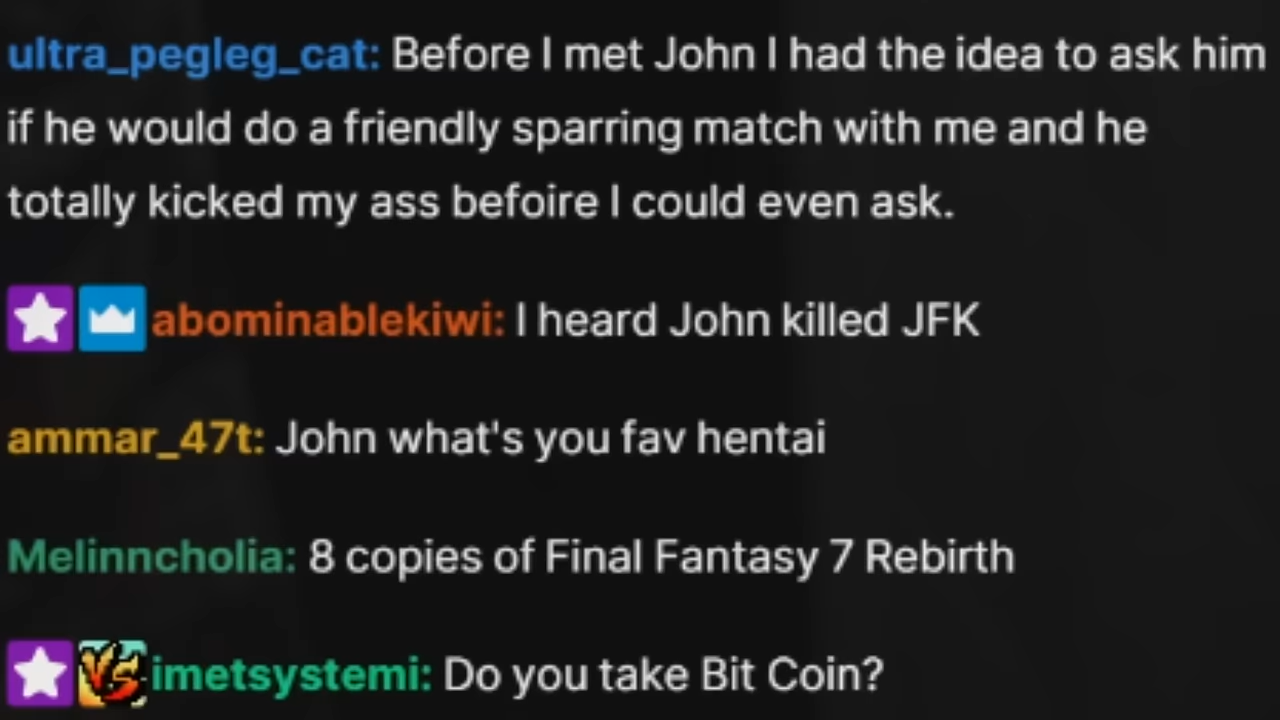 ultra_pegleg_cat: Before I met John I had the idea to ask him
if he would do a friendly sparring match with me and he
totally kicked my ass befoire I could even ask.
abominablekiwi: I heard John killed JFK
ammar_47t: John what's you fav hentai
Melinncholia: 8 copies of Final Fantasy 7 Rebirth
VS imetsystemi: Do you take Bit Coin?